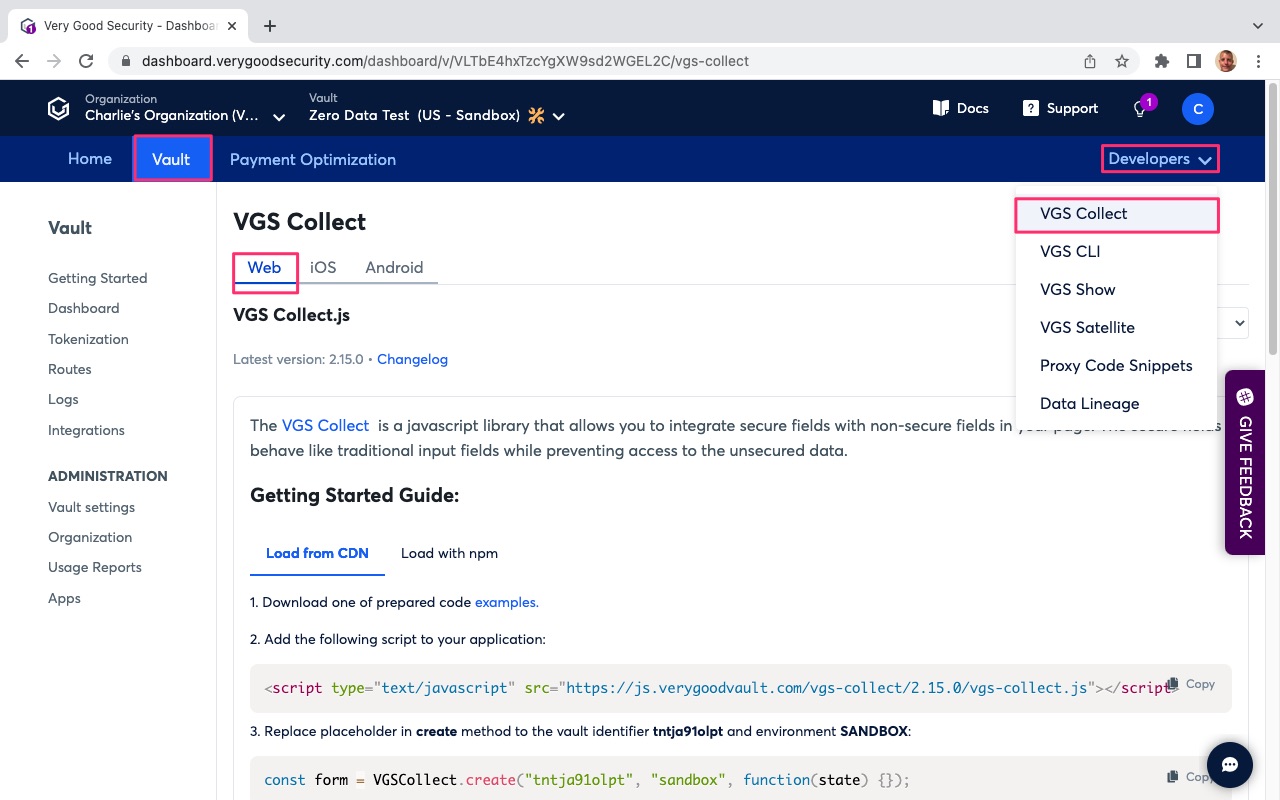 Very Good Security - Dashboa
1
dashboard.verygoodsecurity.com/dashboard/v/VLTbE4hxTzcYgXW9sd2WGEL2C/vgs-collect
Organization
Charlie's Organization (V...
Vault
Zero Data Test (US - Sandbox)
Docs
Support
1
C
Home
Vault
Payment Optimization
Developers
VGS Collect
VGS CLI
VGS Show
VGS Satellite
Proxy Code Snippets
Data Lineage
Vault
Getting Started
Dashboard
Tokenization
Routes
Logs
Integrations
ADMINISTRATION
Vault settings
Organization
Usage Reports
Apps
VGS Collect
Web iOS Android
VGS Collect.js
Latest version: 2.15.0 • Changelog
The VGS Collect is a javascript library that allows you to integrate secure fields with non-secure fields in your page. The secure fields
behave like traditional input fields while preventing access to the unsecured data.
Getting Started Guide:
Load from CDN Load with npm
1. Download one of prepared code examples.
2. Add the following script to your application:
<script type="text/javascript" src="https://js.verygoodvault.com/vgs-collect/2.15.0/vgs-collect.js"></script>
Copy
3. Replace placeholder in create method to the vault identifier tntja91olpt and environment SANDBOX:
const form = VGSCollect.create("tntja91olpt", "sandbox", function(state) {});
Copy
GIVE FEEDBACK